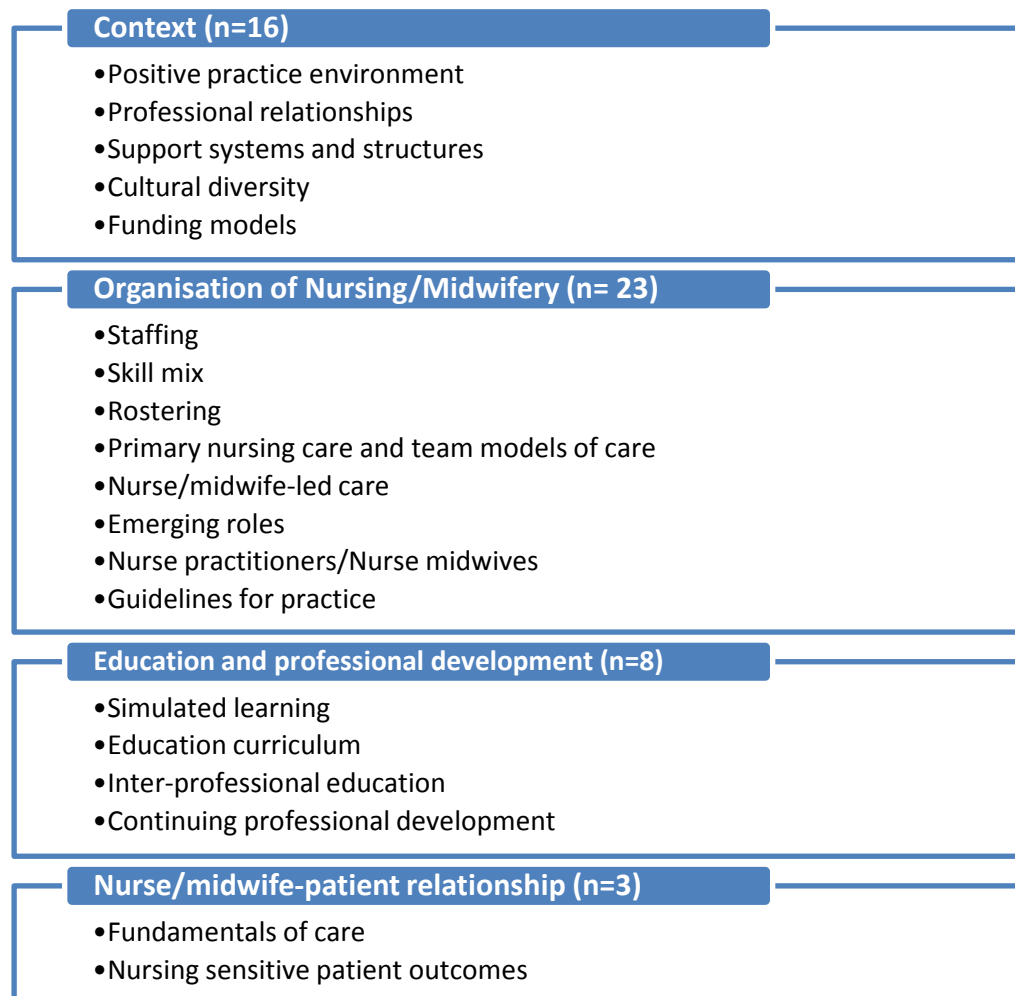 Context (n=16)
•Positive practice environment
•Professional relationships
•Support systems and structures
•Cultural diversity
•Funding models
Organisation of Nursing/Midwifery (n= 23)
•Staffing
•Skill mix
•Rostering
•Primary nursing care and team models of care
•Nurse/midwife-led care
•Emerging roles
•Nurse practitioners/Nurse midwives
•Guidelines for practice
Education and professional development (n=8)
•Simulated learning
•Education curriculum
•Inter-professional education
•Continuing professional development
Nurse/midwife-patient relationship (n=3)
•Fundamentals of care
•Nursing sensitive patient outcomes